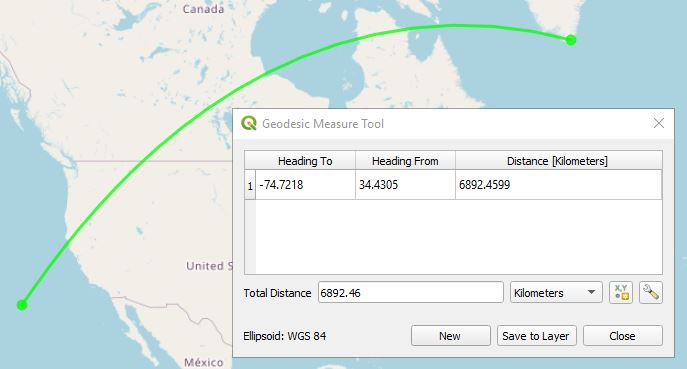 Canada
Geodesic Measure Tool
Heading To Heading From Distance [Kilometers]
1 -74.7218 34.4305 6892.4599
United S
Total Distance 6892.46 Kilometers X,Y
Ellipsoid: WGS 84 New Save to Layer Close
México